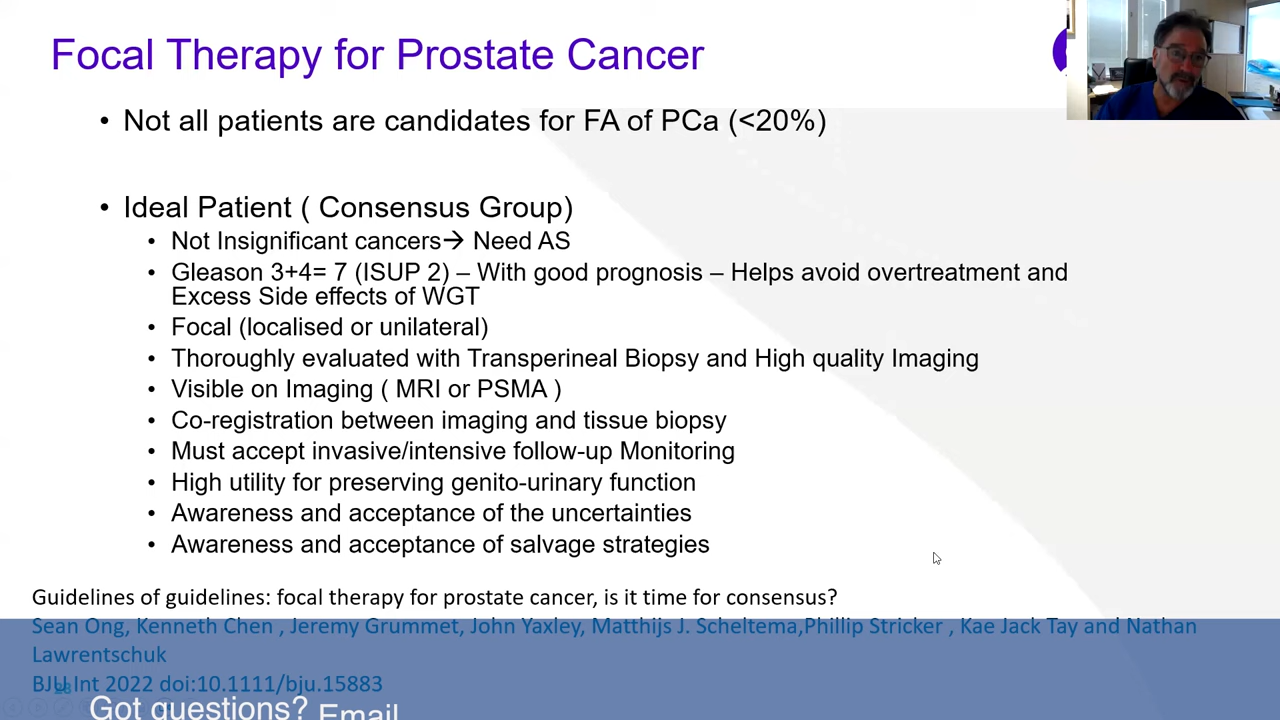 Focal Therapy for Prostate Cancer
• Not all patients are candidates for FA of PCa (<20%)
• Ideal Patient ( Consensus Group)
• Not Insignificant cancers→ Need AS
• Gleason 3+4= 7 (ISUP 2) – With good prognosis – Helps avoid overtreatment and
Excess Side effects of WGT
• Focal (localised or unilateral)
• Thoroughly evaluated with Transperineal Biopsy and High quality Imaging
• Visible on Imaging ( MRI or PSMA )
• Co-registration between imaging and tissue biopsy
• Must accept invasive/intensive follow-up Monitoring
• High utility for preserving genito-urinary function
• Awareness and acceptance of the uncertainties
• Awareness and acceptance of salvage strategies
Guidelines of guidelines: focal therapy for prostate cancer, is it time for consensus?
Sean Ong, Kenneth Chen , Jeremy Grummet, John Yaxley, Matthijs J. Scheltema,Phillip Stricker , Kae Jack Tay and Nathan
Lawrentschuk
BJU Int 2022 doi:10.1111/bju.15883
23
Got questions? Email